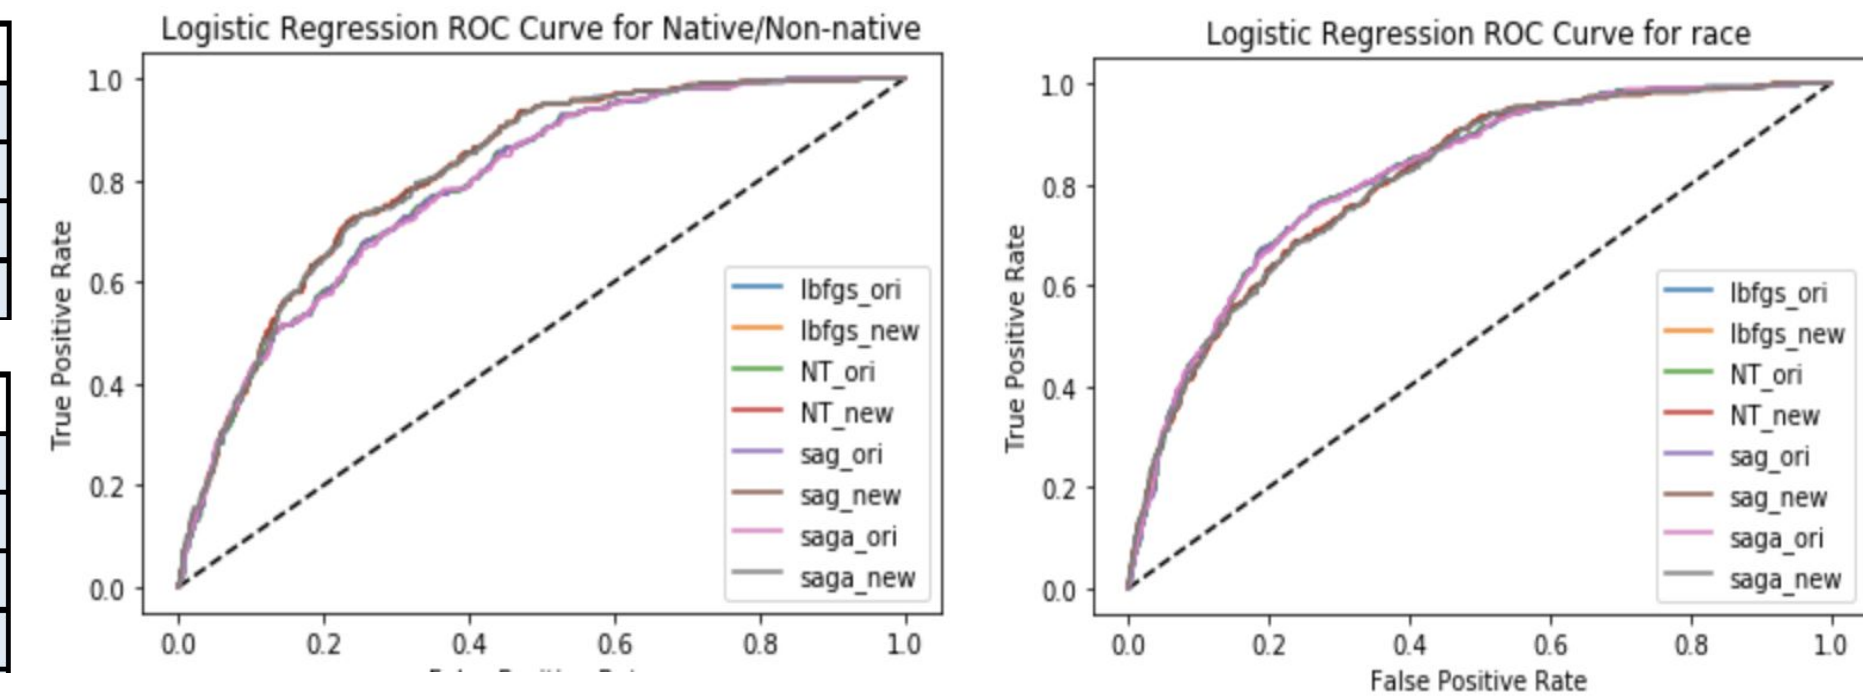 Logistic Regression ROC Curve for Native/Non-native
True Positive Rate
1.0
0.8
0.6
0.4
0.2
0.0
0.0 0.2 0.4 0.6 0.8 1.0
lbfgs_ori
lbfgs_new
NT_ori
NT_new
sag_ori
sag_new
saga_ori
saga_new
Logistic Regression ROC Curve for race
True Positive Rate
1.0
0.8
0.6
0.4
0.2
0.0
0.0 0.2 0.4 0.6 0.8 1.0
False Positive Rate
lbfgs_ori
lbfgs_new
NT_ori
NT_new
sag_ori
sag_new
saga_ori
saga_new